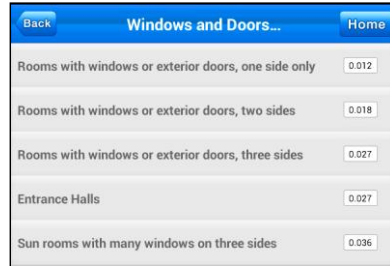 Back Windows and Doors... Home
Rooms with windows or exterior doors, one side only 0.012
Rooms with windows or exterior doors, two sides 0.018
Rooms with windows or exterior doors, three sides 0.027
Entrance Halls 0.027
Sun rooms with many windows on three sides 0.036